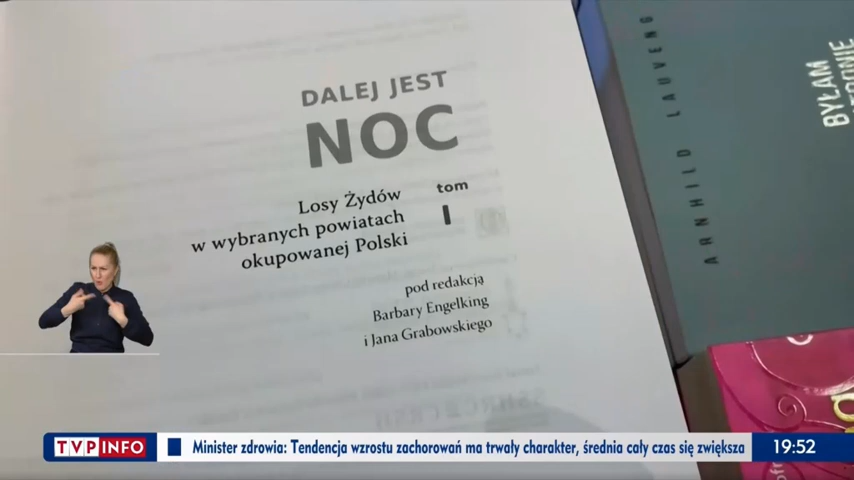 DALEJ JEST
NOC
tom
I
Losy Żydów
w wybranych powiatach
okupowanej Polski
pod redakcją
Barbary Engelking
i Jana Grabowskiego
ARNHILD LAUVENG
BYŁAM
TVP INFO
Minister zdrowia: Tendencja wzrostu zachorowań ma trwały charakter, średnia cały czas się zwiększa
19:52